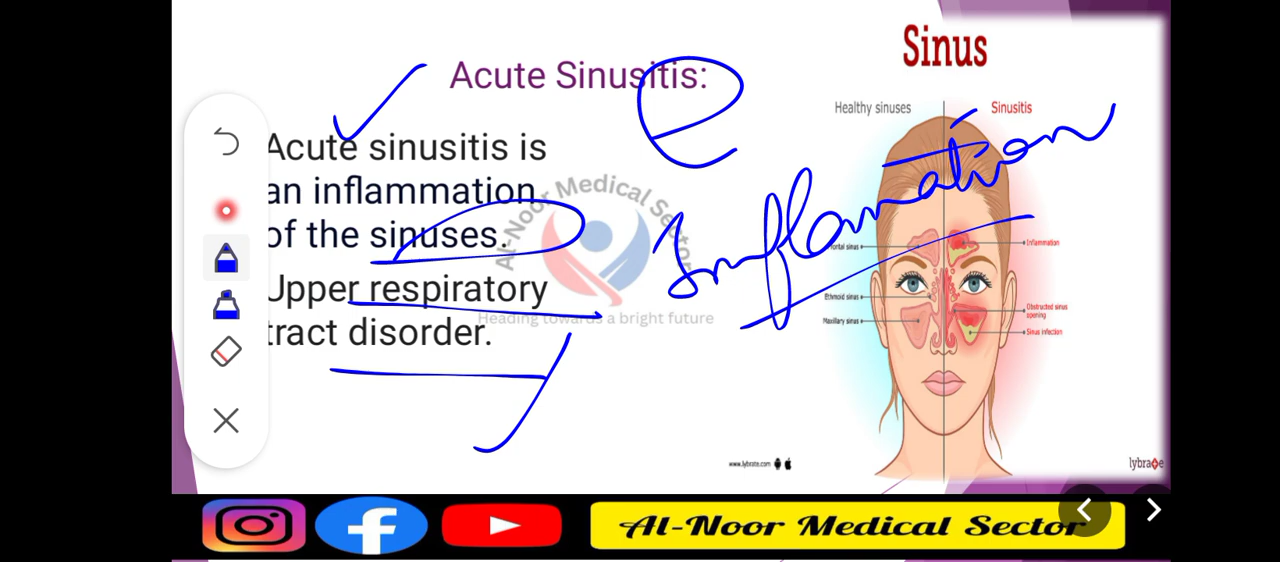 Sinus
Acute Sinusitis:
Healthy sinuses
Sinusitis
Acute sinusitis is
an inflammation
of the sinuses.
Upper respiratory
tract disorder.
e
Inflamation
Al-Noor Medical Sector
Heading towards a bright future
Frontal sinus
Ethmoid sinus
Maxillary sinus
Inflammation
Obstructed sinus
opening
Sinus infection
www.lybrate.com
lybrate
Al-Noor Medical Sector